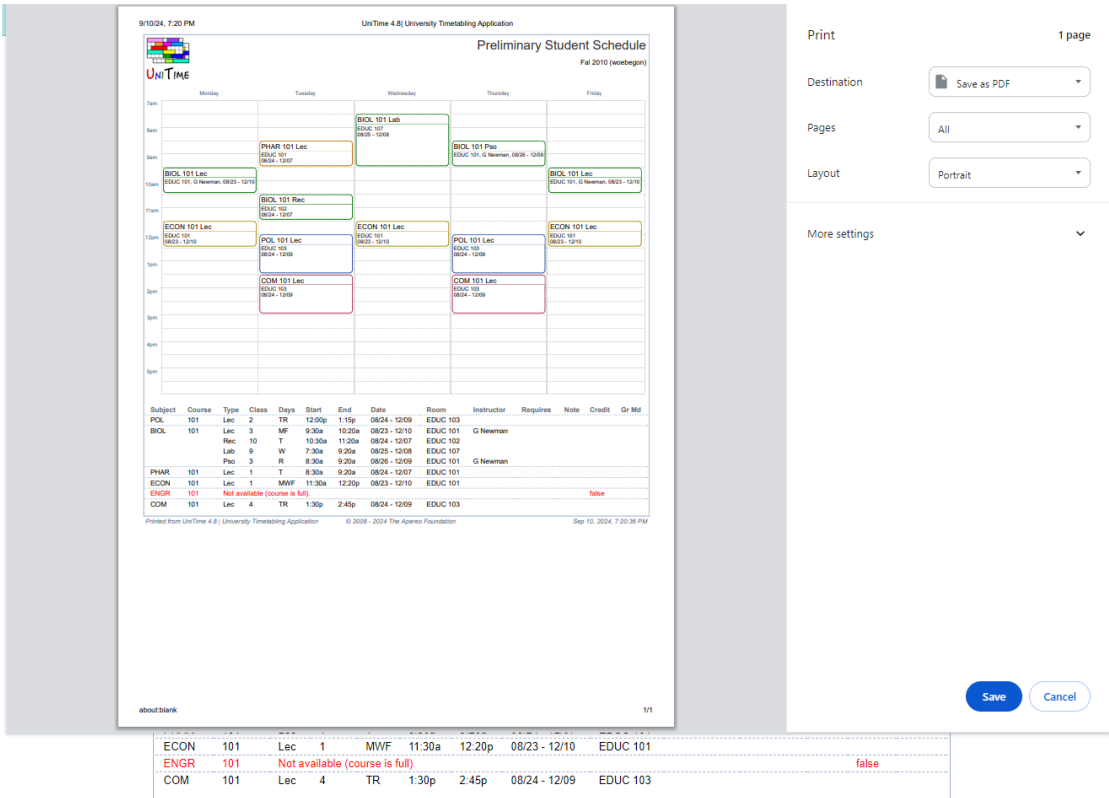 9/10/24, 7:20 PM UniTime 4.8| University Timetabling Application
UNITIME
Preliminary Student Schedule
Fal 2010 (woebegon)
Monday Tuesday Wednesday Thursday Friday
7am
8am
9am
10am
11am
12pm
1pm
2pm
3pm
4pm
5pm
BIOL 101 Lab
EDUC 107
08/25 - 12/08
PHAR 101 Lec
EDUC 101
08/24 - 12/07
BIOL 101 Pso
EDUC 101, G Newman, 08/26 - 12/09
BIOL 101 Lec
EDUC 101, G Newman, 08/23 - 12/10
BIOL 101 Lec
EDUC 101, G Newman, 08/23 - 12/10
BIOL 101 Rec
EDUC 102
08/24 - 12/07
ECON 101 Lec
EDUC 101
08/23 - 12/10
ECON 101 Lec
EDUC 101
08/23 - 12/10
ECON 101 Lec
EDUC 101
08/23 - 12/10
POL 101 Lec
EDUC 103
08/24 - 12/09
POL 101 Lec
EDUC 103
08/24 - 12/09
COM 101 Lec
EDUC 103
08/24 - 12/09
COM 101 Lec
EDUC 103
08/24 - 12/09
Subject Course Type Class Days Start End Date Room Instructor Requires Note Credit Gr Md
POL 101 Lec 2 TR 12:00p 1:15p 08/24 - 12/09 EDUC 103
BIOL 101 Lec 3 MF 9:30a 10:20a 08/23 - 12/10 EDUC 101 G Newman
Rec 10 T 10:30a 11:20a 08/24 - 12/07 EDUC 102
Lab 9 W 7:30a 9:20a 08/25 - 12/08 EDUC 107
Pso 3 R 8:30a 9:20a 08/26 - 12/09 EDUC 101 G Newman
PHAR 101 Lec 1 T 8:30a 9:20a 08/24 - 12/07 EDUC 101
ECON 101 Lec 1 MWF 11:30a 12:20p 08/23 - 12/10 EDUC 101
ENGR 101 Not available (course is full). false
COM 101 Lec 4 TR 1:30p 2:45p 08/24 - 12/09 EDUC 103
Printed from UniTime 4.8 | University Timetabling Application © 2008 - 2024 The Apereo Foundation Sep 10, 2024, 7:20:36 PM
about:blank 1/1
Print 1 page
Destination Save as PDF
Pages All
Layout Portrait
More settings
Save Cancel
ECON 101 Lec 1 MWF 11:30a 12:20p 08/23 - 12/10 EDUC 101
ENGR 101 Not available (course is full). false
COM 101 Lec 4 TR 1:30p 2:45p 08/24 - 12/09 EDUC 103